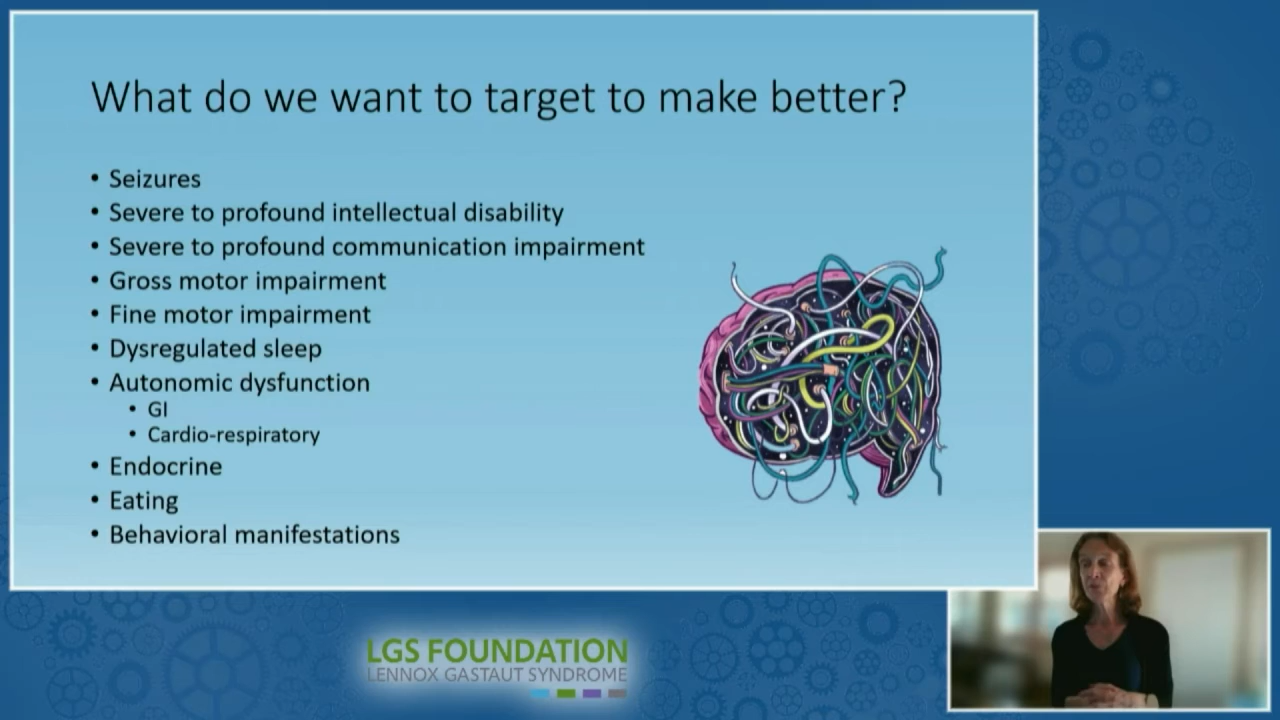 What do we want to target to make better?
• Seizures
• Severe to profound intellectual disability
• Severe to profound communication impairment
• Gross motor impairment
• Fine motor impairment
• Dysregulated sleep
• Autonomic dysfunction
• GI
• Cardio-respiratory
• Endocrine
• Eating
• Behavioral manifestations
LGS FOUNDATION
LENNOX GASTAUT SYNDROME